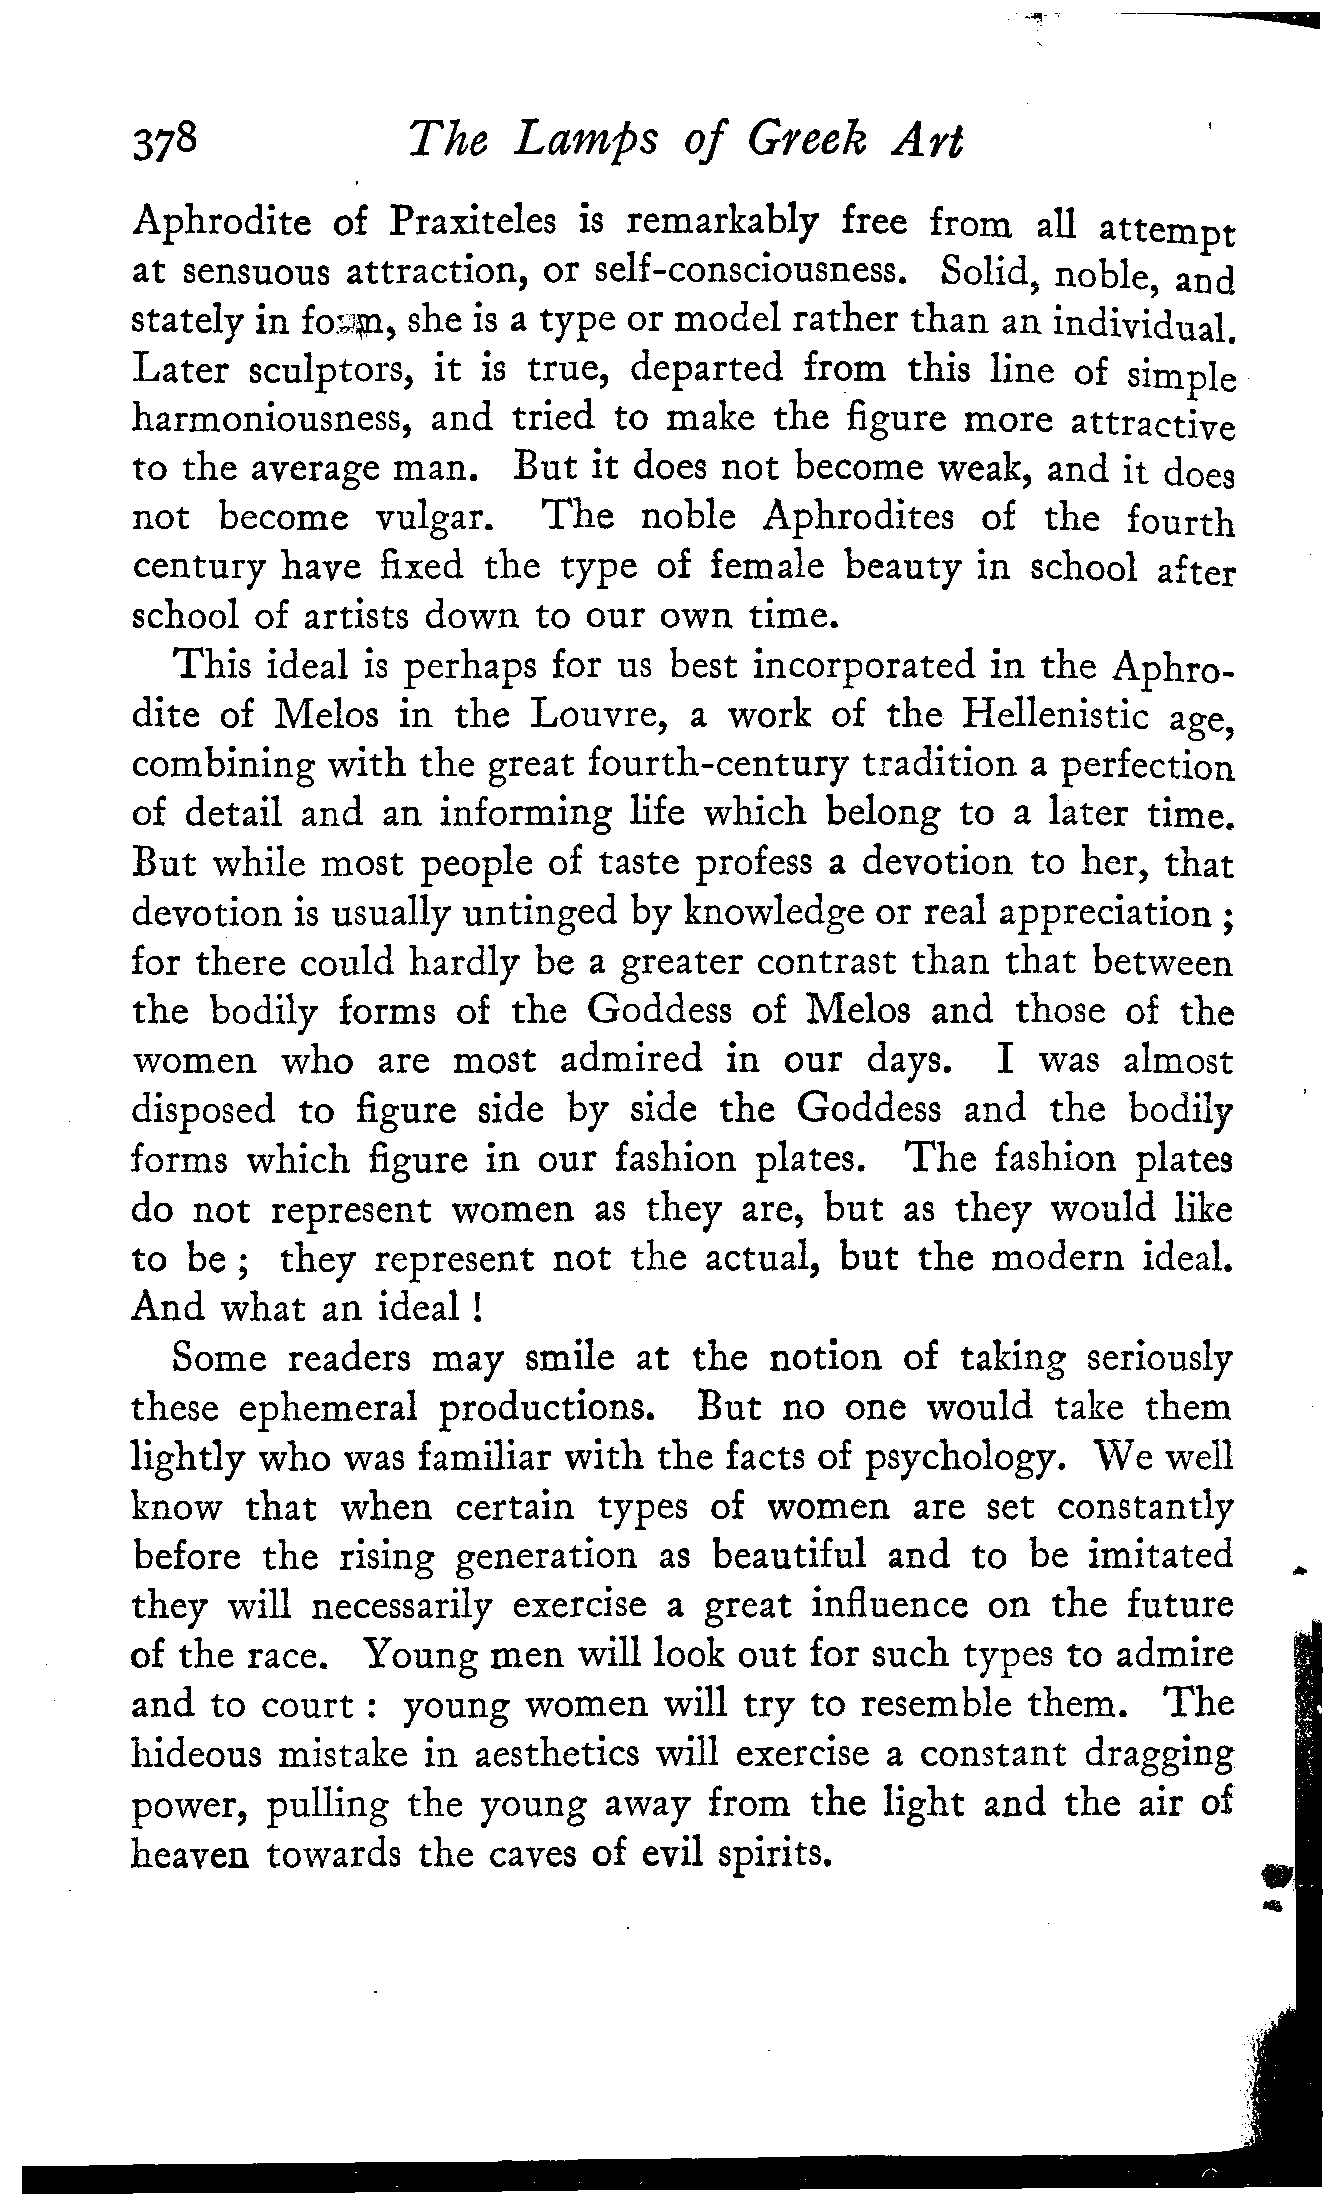 378 The Lamps of Greek Art
Aphrodite of Praxiteles is remarkably free from all attempt
at sensuous attraction, or self-consciousness. Solid, noble, and
stately in form, she is a type or model rather than an individual.
Later sculptors, it is true, departed from this line of simple
harmoniousness, and tried to make the figure more attractive
to the average man. But it does not become weak, and it does
not become vulgar. The noble Aphrodites of the fourth
century have fixed the type of female beauty in school after
school of artists down to our own time.
This ideal is perhaps for us best incorporated in the Aphro-
dite of Melos in the Louvre, a work of the Hellenistic age,
combining with the great fourth-century tradition a perfection
of detail and an informing life which belong to a later time.
But while most people of taste profess a devotion to her, that
devotion is usually untinged by knowledge or real appreciation ;
for there could hardly be a greater contrast than that between
the bodily forms of the Goddess of Melos and those of the
women who are most admired in our days. I was almost
disposed to figure side by side the Goddess and the bodily
forms which figure in our fashion plates. The fashion plates
do not represent women as they are, but as they would like
to be ; they represent not the actual, but the modern ideal.
And what an ideal !
Some readers may smile at the notion of taking seriously
these ephemeral productions. But no one would take them
lightly who was familiar with the facts of psychology. We well
know that when certain types of women are set constantly
before the rising generation as beautiful and to be imitated
they will necessarily exercise a great influence on the future
of the race. Young men will look out for such types to admire
and to court : young women will try to resemble them. The
hideous mistake in aesthetics will exercise a constant dragging
power, pulling the young away from the light and the air of
heaven towards the caves of evil spirits.